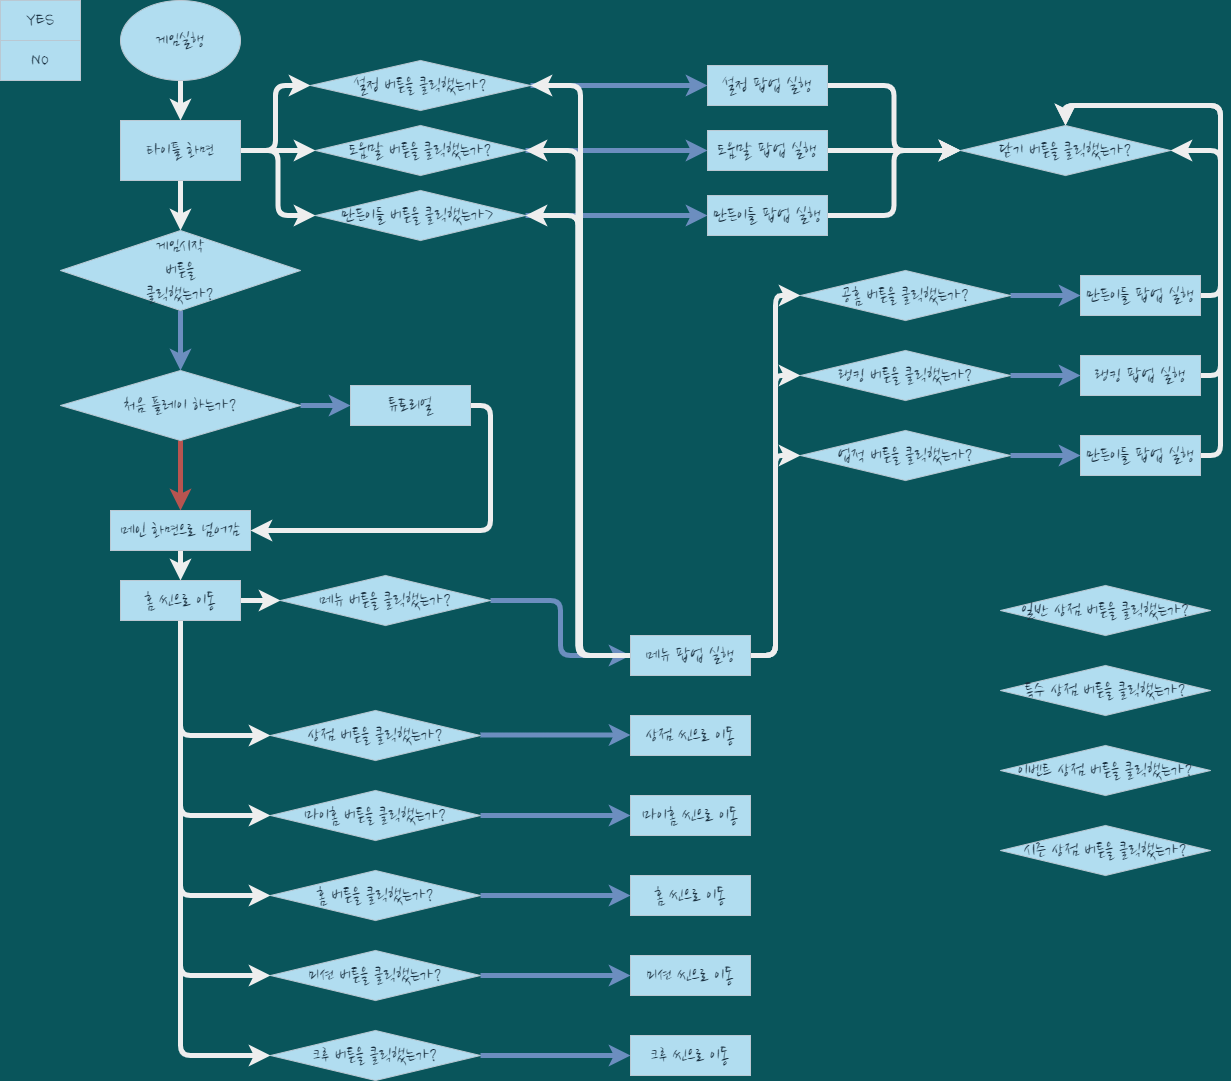 YES
NO
게임실행
타이틀 화면
게임시작
버튼을
클릭했는가?
처음 플레이 하는가?
튜토리얼
메인 화면으로 넘어감
홈 씬으로 이동
설정 버튼을 클릭했는가?
도움말 버튼을 클릭했는가?
만든이들 버튼을 클릭했는가>
설정 팝업 실행
도움말 팝업 실행
만든이들 팝업 실행
닫기 버튼을 클릭했는가?
공홈 버튼을 클릭했는가?
만든이들 팝업 실행
랭킹 버튼을 클릭했는가?
랭킹 팝업 실행
업적 버튼을 클릭했는가?
만든이들 팝업 실행
메뉴 버튼을 클릭했는가?
메뉴 팝업 실행
상점 버튼을 클릭했는가?
상점 씬으로 이동
마이홈 버튼을 클릭했는가?
마이홈 씬으로 이동
홈 버튼을 클릭했는가?
홈 씬으로 이동
미션 버튼을 클릭했는가?
미션 씬으로 이동
크루 버튼을 클릭했는가?
크루 씬으로 이동
일반 상점 버튼을 클릭했는가?
특수 상점 버튼을 클릭했는가?
이벤트 상점 버튼을 클릭했는가?
시즌 상점 버튼을 클릭했는가?